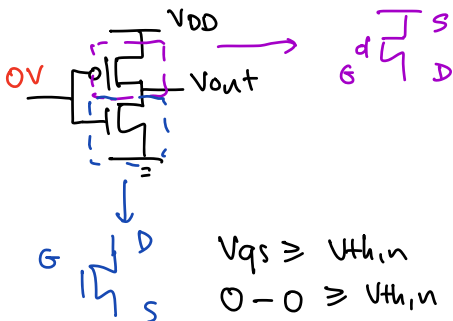 VDD
S
d
G D
0V
Vout
G D
S
Vgs ≥ Vth,n
0 - 0 ≥ Vth,n